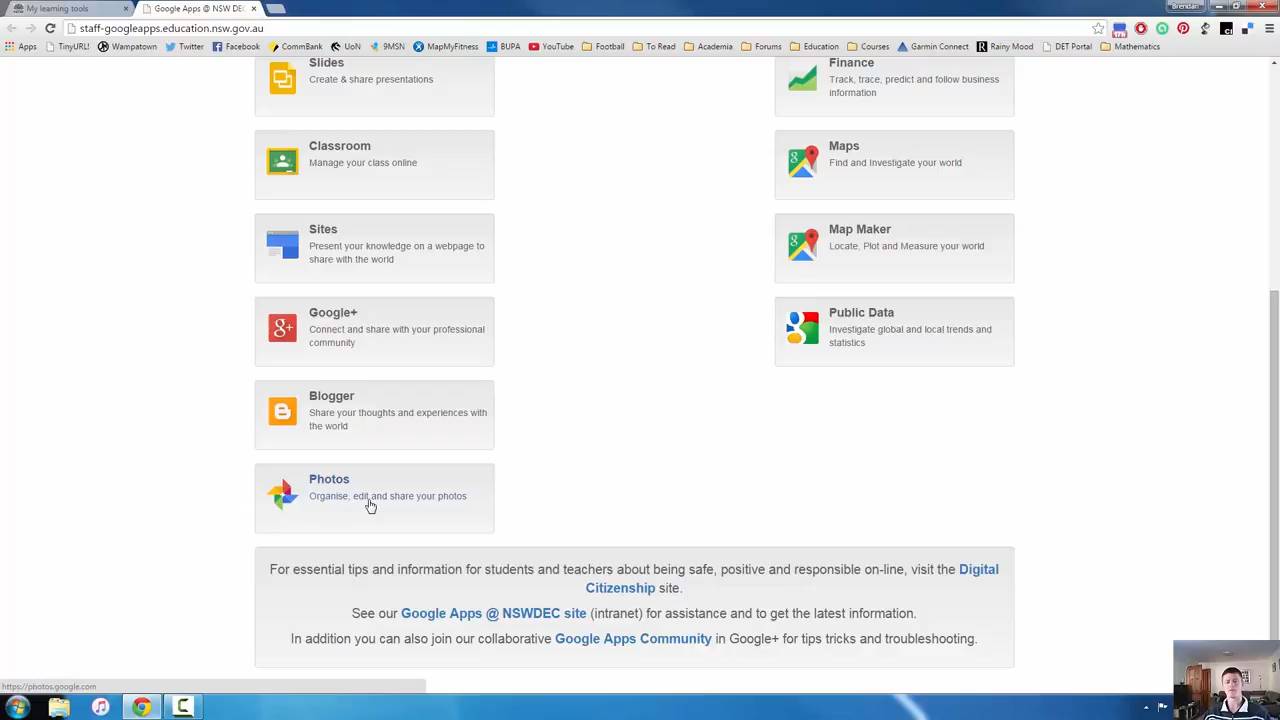 My learning tools
Google Apps @ NSW DEC
Brendan
staff-googleapps.education.nsw.gov.au
Apps TinyURL! Wampetown Twitter Facebook CommBank UoN 9MSN MapMyFitness BUPA YouTube Football To Read Academia Forums Education Courses Garmin Connect Rainy Mood DET Portal Mathematics
Slides
Create & share presentations
Classroom
Manage your class online
Sites
Present your knowledge on a webpage to
share with the world
Google+
Connect and share with your professional
community
Blogger
Share your thoughts and experiences with
the world
Photos
Organise, edit and share your photos
Finance
Track, trace, predict and follow business
information
Maps
Find and Investigate your world
Map Maker
Locate, Plot and Measure your world
Public Data
Investigate global and local trends and
statistics
For essential tips and information for students and teachers about being safe, positive and responsible on-line, visit the Digital
Citizenship site.
See our Google Apps @ NSWDEC site (intranet) for assistance and to get the latest information.
In addition you can also join our collaborative Google Apps Community in Google+ for tips tricks and troubleshooting.
https://photos.google.com